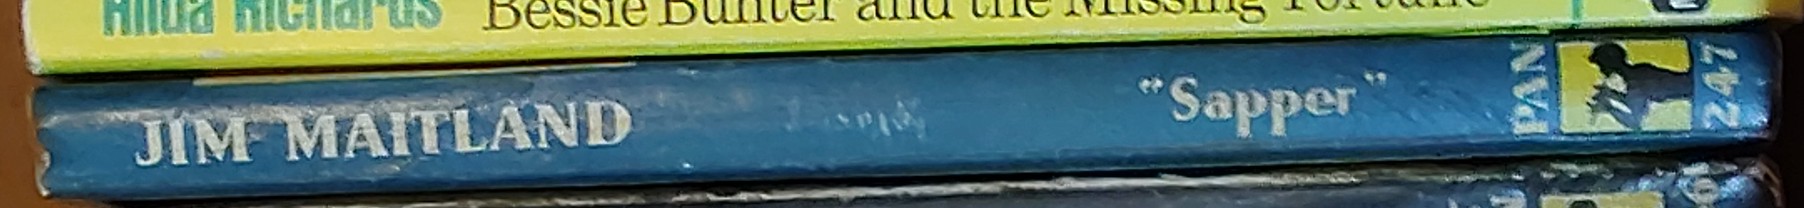 Hilda Richards Bessie Bunter and the Missing Fortune
JIM MAITLAND "Sapper" PAN 247